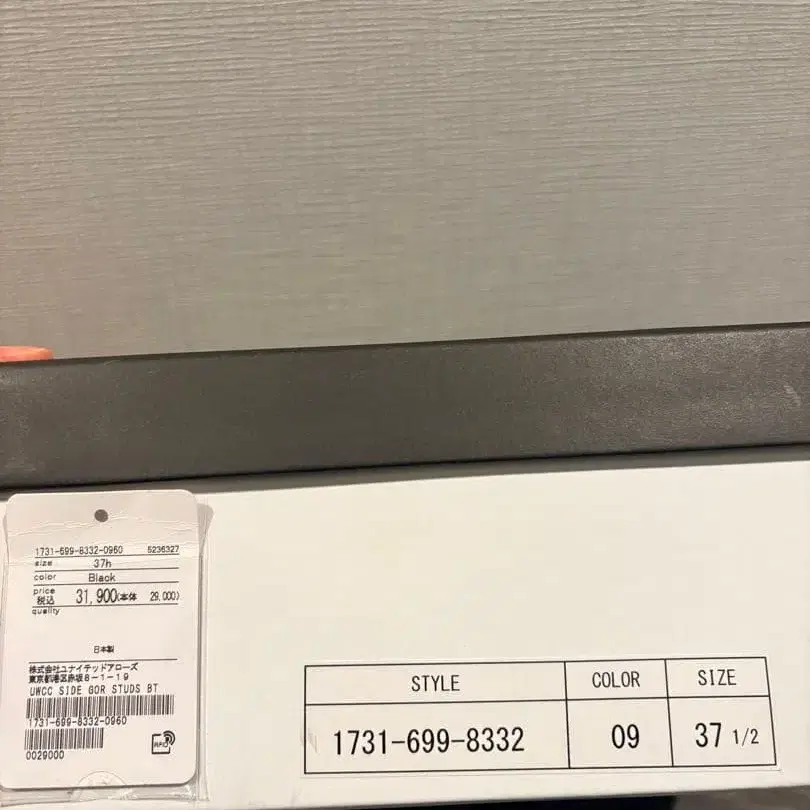 1731-699-8332-0960 5236327
size 37h
color Black
price
税込 31,900(本体 29,000)
quality
日本製
株式会社ユナイテッドアローズ
東京都港区赤坂8-1-19
UWCC SIDE GOR STUDS BT
1731-699-8332-0960
0029000
RFID
STYLE COLOR SIZE
1731-699-8332 09 37 1/2